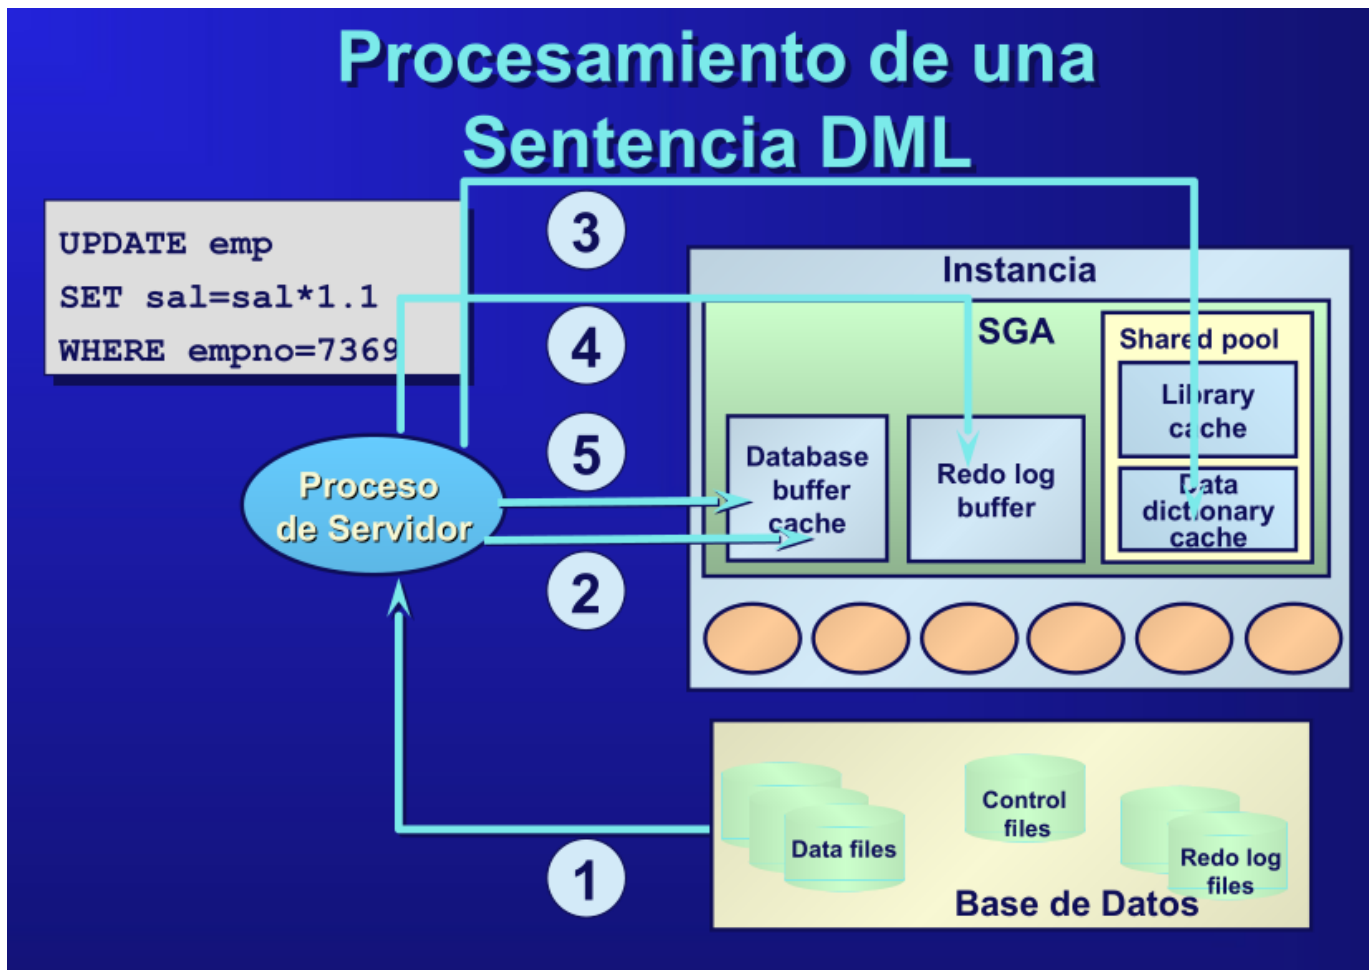 Procesamiento de una
Sentencia DML
UPDATE emp
SET sal=sal*1.1
WHERE empno=7369
3
4
5
2
1
Proceso
de Servidor
Instancia
SGA
Shared pool
Library
cache
Data
dictionary
cache
Database
buffer
cache
Redo log
buffer
Data files
Control
files
Redo log
files
Base de Datos